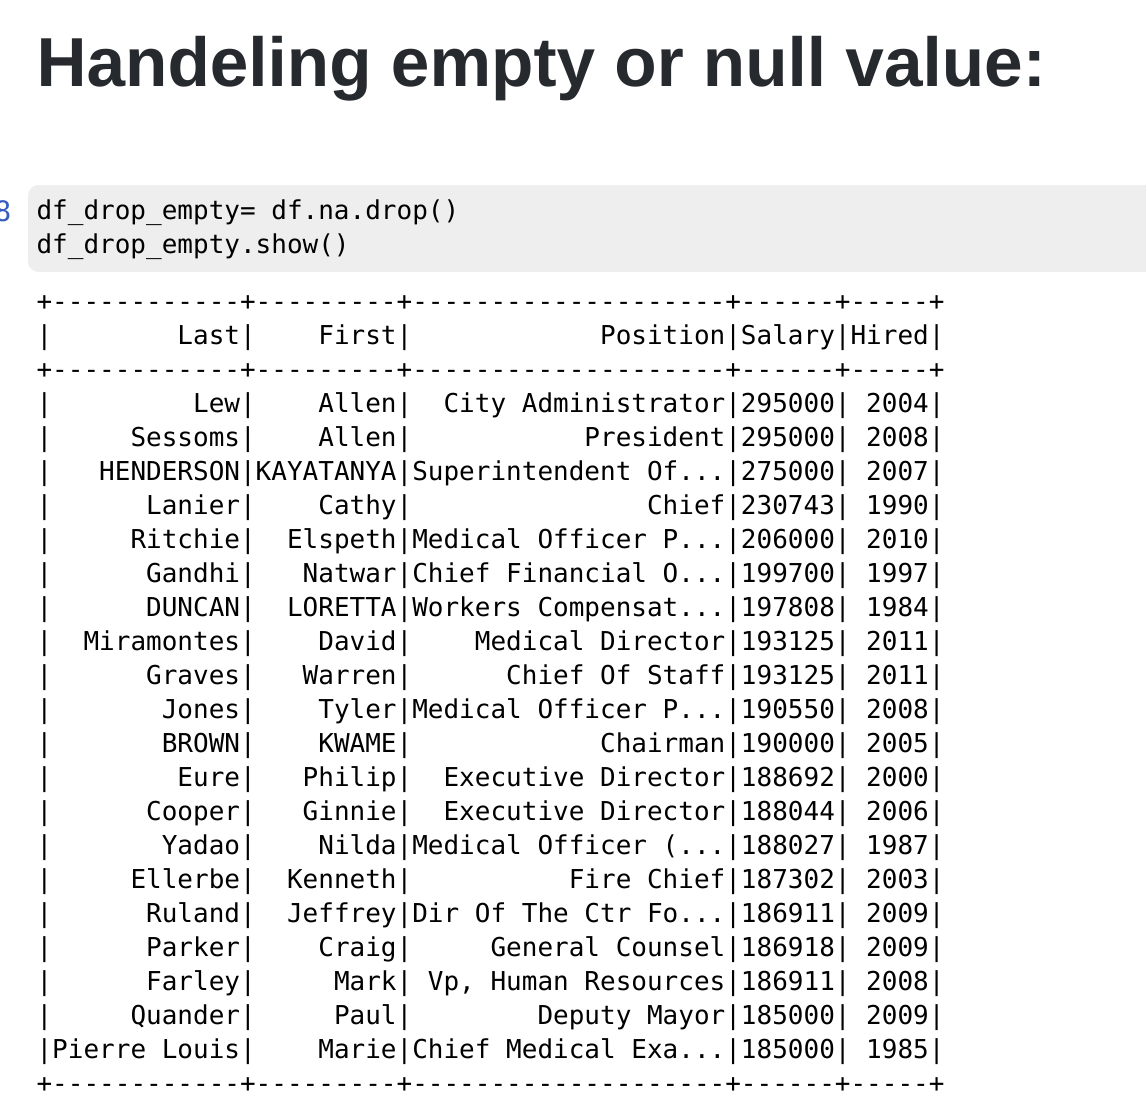 Handeling empty or null value:
8
df_drop_empty= df.na.drop()
df_drop_empty.show()
+------------+---------+--------------------+------+-----+
|        Last|    First|            Position|Salary|Hired|
+------------+---------+--------------------+------+-----+
|         Lew|    Allen|  City Administrator|295000| 2004|
|     Sessoms|    Allen|           President|295000| 2008|
|   HENDERSON|KAYATANYA|Superintendent Of...|275000| 2007|
|      Lanier|    Cathy|               Chief|230743| 1990|
|     Ritchie|  Elspeth|Medical Officer P...|206000| 2010|
|      Gandhi|   Natwar|Chief Financial O...|199700| 1997|
|      DUNCAN|  LORETTA|Workers Compensat...|197808| 1984|
|  Miramontes|    David|    Medical Director|193125| 2011|
|      Graves|   Warren|      Chief Of Staff|193125| 2011|
|       Jones|    Tyler|Medical Officer P...|190550| 2008|
|       BROWN|    KWAME|            Chairman|190000| 2005|
|        Eure|   Philip|  Executive Director|188692| 2000|
|      Cooper|   Ginnie|  Executive Director|188044| 2006|
|       Yadao|    Nilda|Medical Officer (...|188027| 1987|
|     Ellerbe|  Kenneth|          Fire Chief|187302| 2003|
|      Ruland|  Jeffrey|Dir Of The Ctr Fo...|186911| 2009|
|      Parker|    Craig|     General Counsel|186918| 2009|
|      Farley|     Mark| Vp, Human Resources|186911| 2008|
|     Quander|     Paul|        Deputy Mayor|185000| 2009|
|Pierre Louis|    Marie|Chief Medical Exa...|185000| 1985|
+------------+---------+--------------------+------+-----+